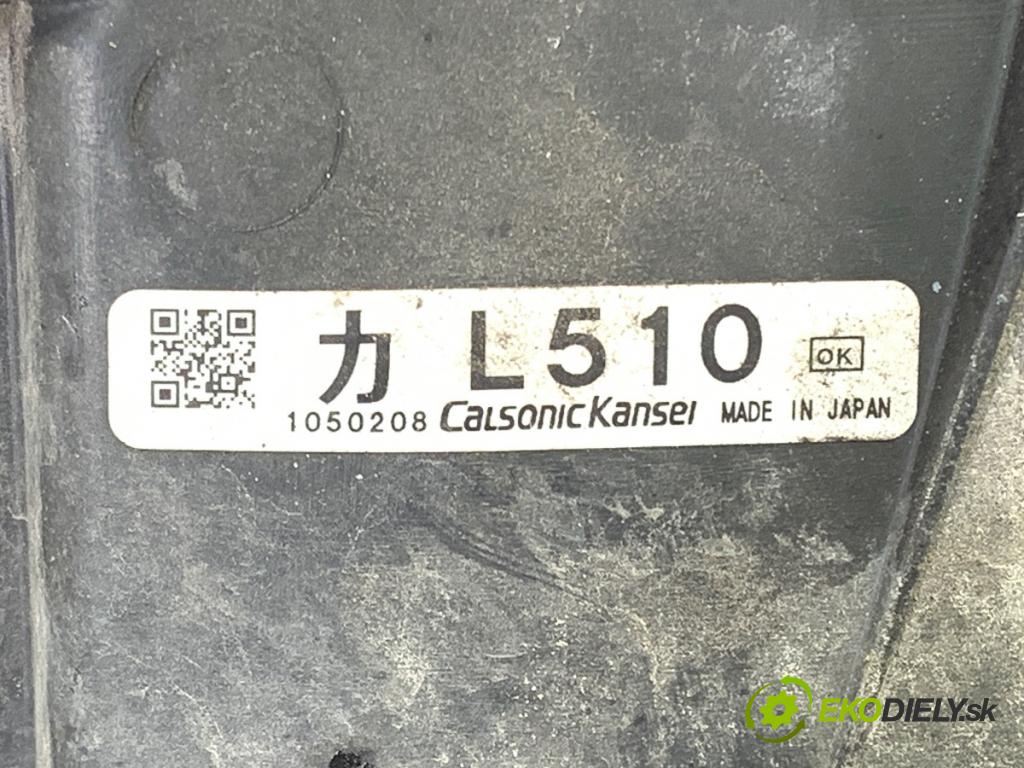 カ L510 OK
1050208 CalsonicKansei MADE IN JAPAN
EKODIELY.sk